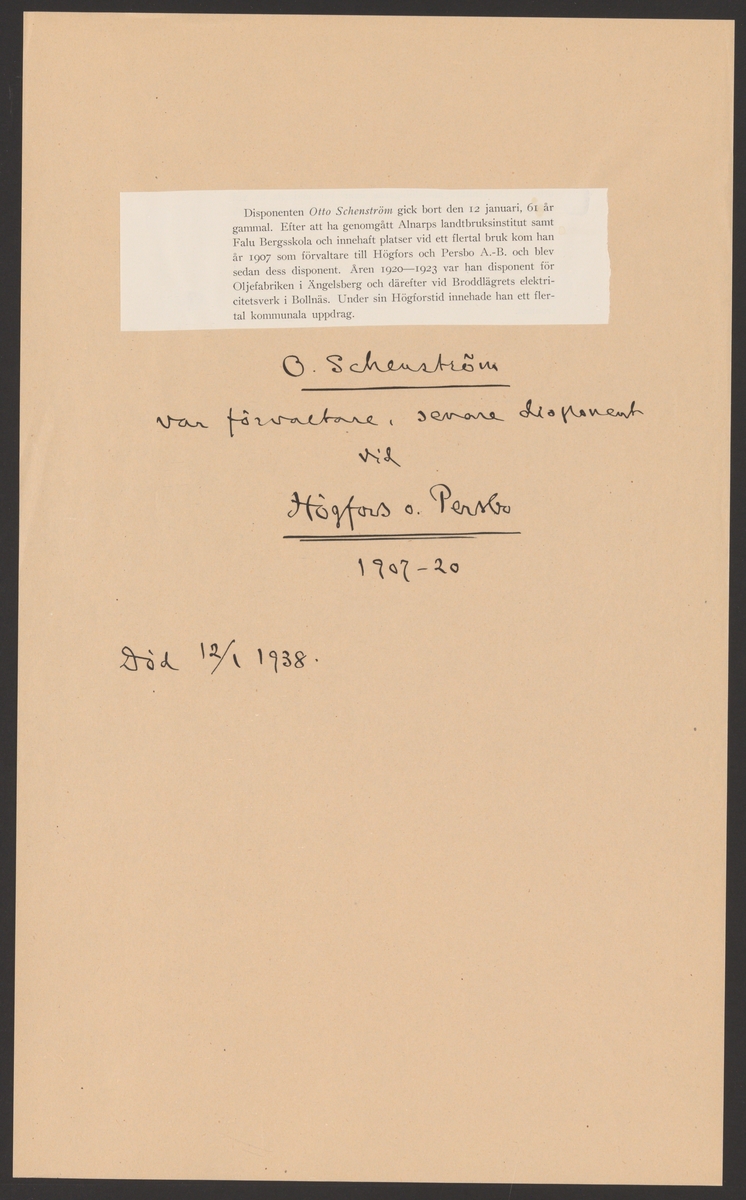 Disponenten Otto Schenström gick bort den 12 januari, 61 år
gammal. Efter att ha genomgått Alnarps landtbruksinstitut samt
Falu Bergsskola och innehaft platser vid ett flertal bruk kom han
år 1907 som förvaltare till Högfors och Persbo A.-B. och blev
sedan dess disponent. Åren 1920—1923 var han disponent för
Oljefabriken i Ängelsberg och därefter vid Broddlägrets elektri-
citetsverk i Bollnäs. Under sin Högforstid innehade han ett fler-
tal kommunala uppdrag.
O. Schenström
var förvaltare, senare disponent
vid
Högfors o. Persbo
1907-20
Död 12/1 1938.